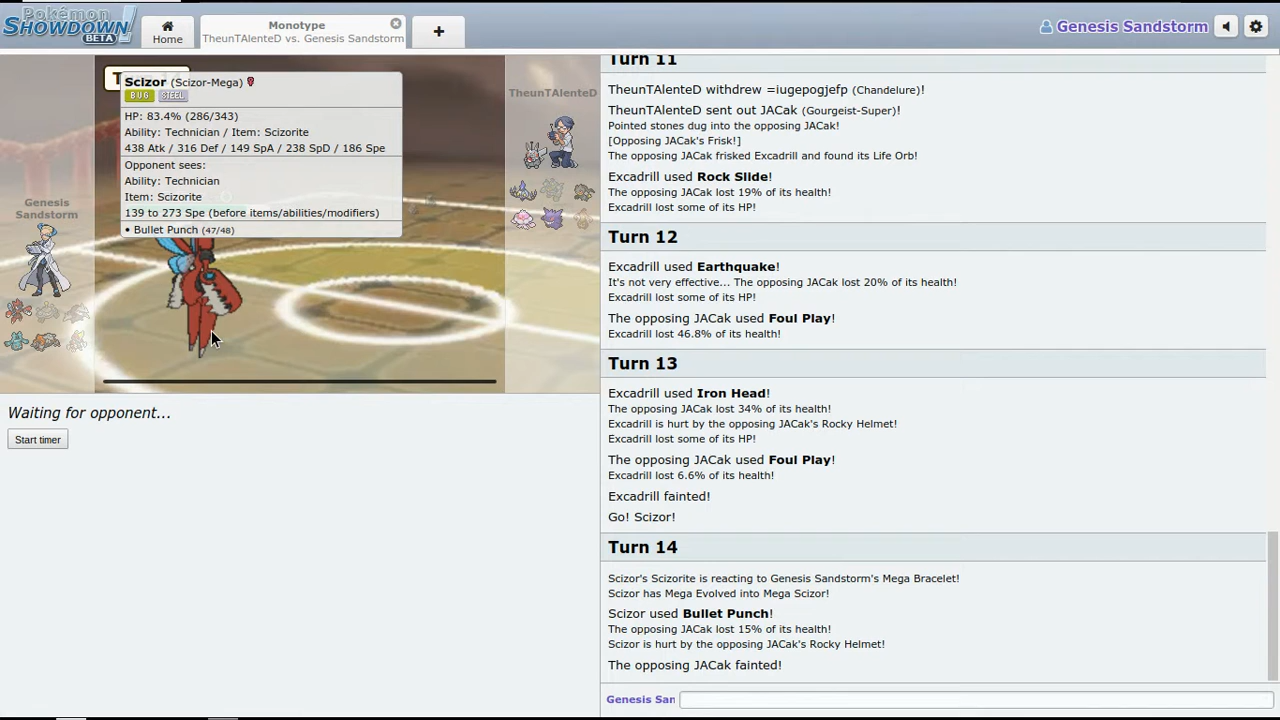 Pokémon
SHOWDOWN!
BETA
Home
Monotype
TheunTAlenteD vs. Genesis Sandstorm
+
Genesis Sandstorm
Scizor (Scizor-Mega)
BUG STEEL
HP: 83.4% (286/343)
Ability: Technician / Item: Scizorite
438 Atk / 316 Def / 149 SpA / 238 SpD / 186 Spe
Opponent sees:
Ability: Technician
Item: Scizorite
139 to 273 Spe (before items/abilities/modifiers)
• Bullet Punch (47/48)
Genesis
Sandstorm
TheunTAlenteD
Waiting for opponent...
Start timer
Turn 11
TheunTAlenteD withdrew =iugepogJefp (Chandelure)!
TheunTAlenteD sent out JACak (Gourgeist-Super)!
Pointed stones dug into the opposing JACak!
[Opposing JACak's Frisk!]
The opposing JACak frisked Excadrill and found its Life Orb!
Excadrill used Rock Slide!
The opposing JACak lost 19% of its health!
Excadrill lost some of its HP!
Turn 12
Excadrill used Earthquake!
It's not very effective... The opposing JACak lost 20% of its health!
Excadrill lost some of its HP!
The opposing JACak used Foul Play!
Excadrill lost 46.8% of its health!
Turn 13
Excadrill used Iron Head!
The opposing JACak lost 34% of its health!
Excadrill is hurt by the opposing JACak's Rocky Helmet!
Excadrill lost some of its HP!
The opposing JACak used Foul Play!
Excadrill lost 6.6% of its health!
Excadrill fainted!
Go! Scizor!
Turn 14
Scizor's Scizorite is reacting to Genesis Sandstorm's Mega Bracelet!
Scizor has Mega Evolved into Mega Scizor!
Scizor used Bullet Punch!
The opposing JACak lost 15% of its health!
Scizor is hurt by the opposing JACak's Rocky Helmet!
The opposing JACak fainted!
Genesis San